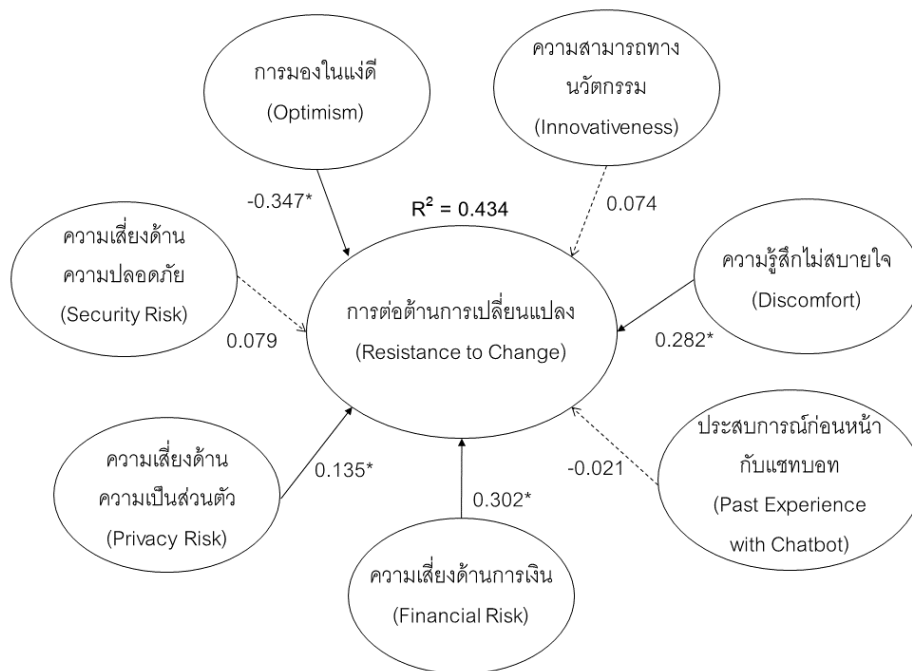 การมองในแง่ดี
(Optimism)
ความสามารถทาง
นวัตกรรม
(Innovativeness)
-0.347*
R² = 0.434
0.074
ความเสี่ยงด้าน
ความปลอดภัย
(Security Risk)
0.079
การต่อต้านการเปลี่ยนแปลง
(Resistance to Change)
ความรู้สึกไม่สบายใจ
(Discomfort)
0.282*
ความเสี่ยงด้าน
ความเป็นส่วนตัว
(Privacy Risk)
0.135*
0.302*
-0.021
ประสบการณ์ก่อนหน้า
กับแชทบอท
(Past Experience
with Chatbot)
ความเสี่ยงด้านการเงิน
(Financial Risk)